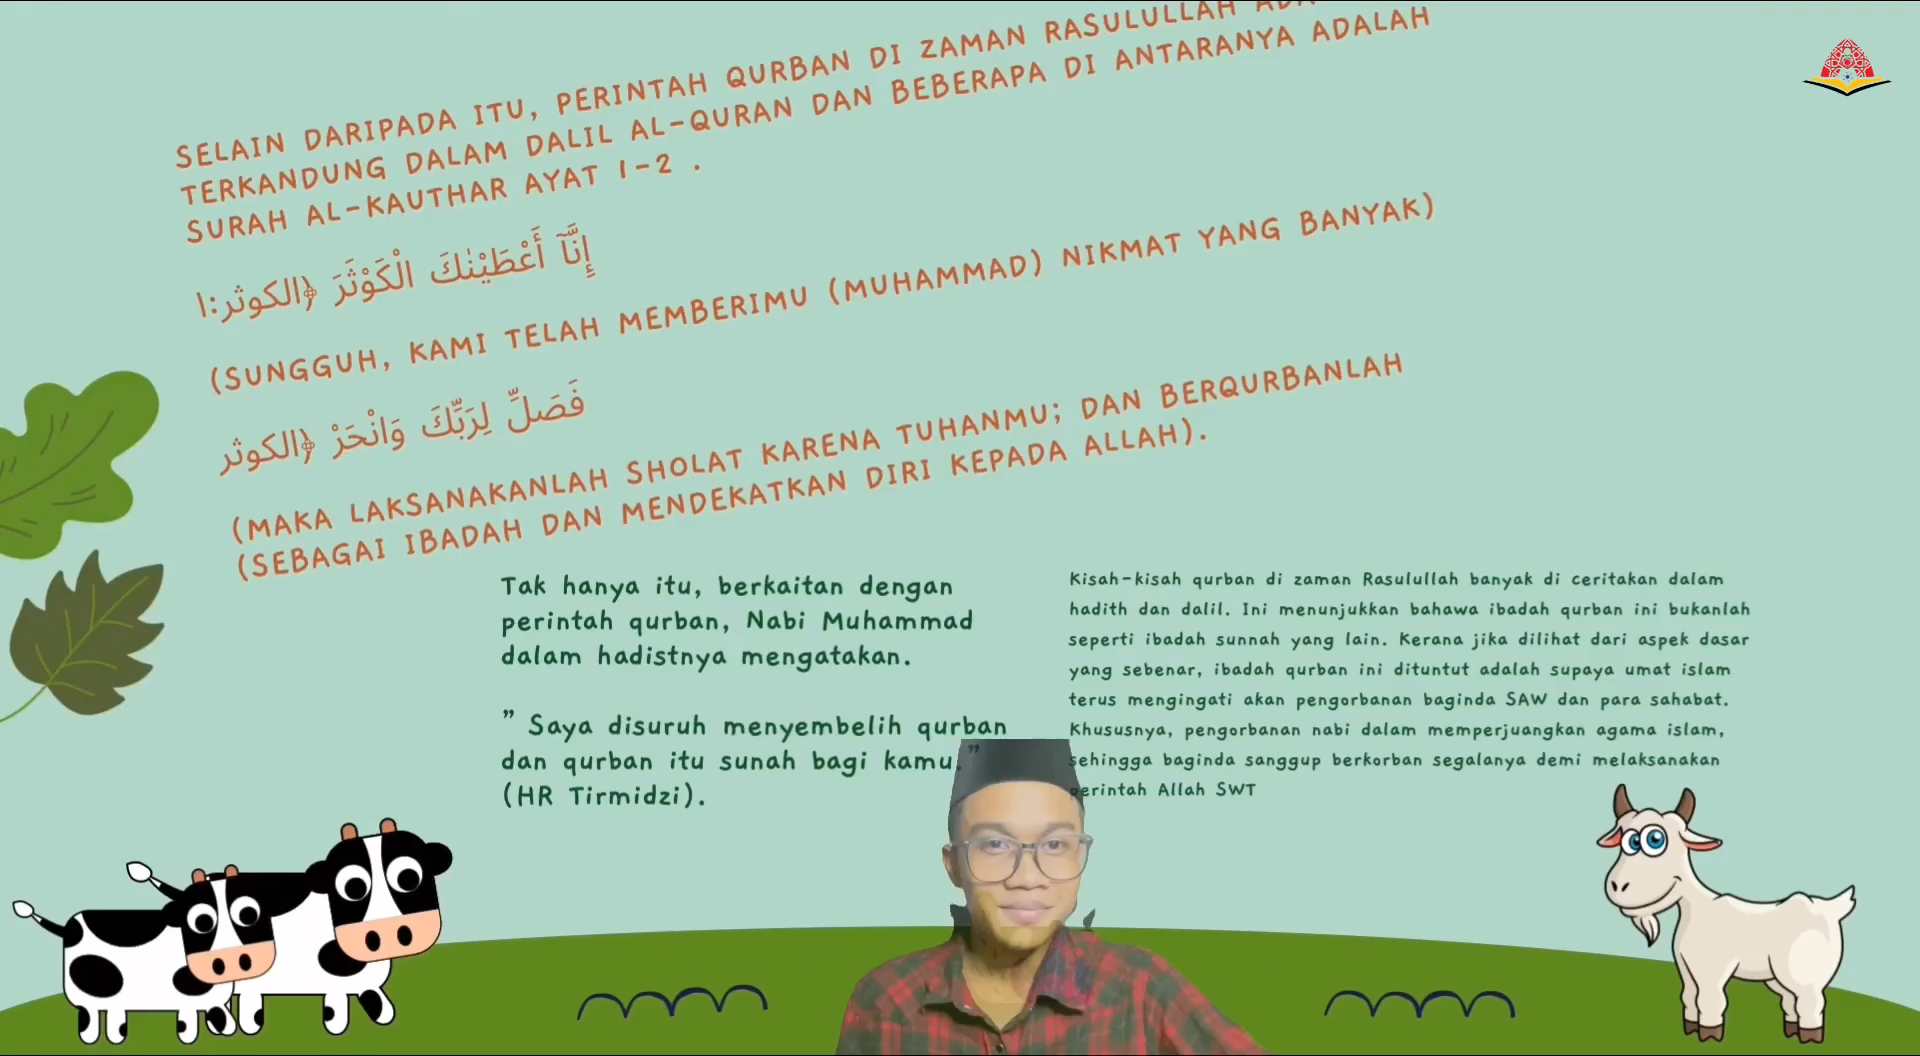 SELAIN DARIPADA ITU, PERINTAH QURBAN DI ZAMAN RASULULLAH
TERKANDUNG DALAM DALIL AL-QURAN DAN BEBERAPA DI ANTARANYA ADALAH
SURAH AL-KAUTHAR AYAT 1-2 .
إِنَّآ أَعْطَيْنٰكَ الْكَوْثَرَ ﴿الكوثر:١
(SUNGGUH, KAMI TELAH MEMBERIMU (MUHAMMAD) NIKMAT YANG BANYAK)
فَصَلِّ لِرَبِّكَ وَانْحَرْ ﴿الكوثر
(MAKA LAKSANAKANLAH SHOLAT KARENA TUHANMU; DAN BERQURBANLAH
(SEBAGAI IBADAH DAN MENDEKATKAN DIRI KEPADA ALLAH).
Tak hanya itu, berkaitan dengan
perintah qurban, Nabi Muhammad
dalam hadistnya mengatakan.
” Saya disuruh menyembelih qurban
dan qurban itu sunah bagi kamu.”
(HR Tirmidzi).
Kisah-kisah qurban di zaman Rasulullah banyak di ceritakan dalam
hadith dan dalil. Ini menunjukkan bahawa ibadah qurban ini bukanlah
seperti ibadah sunnah yang lain. Kerana jika dilihat dari aspek dasar
yang sebenar, ibadah qurban ini dituntut adalah supaya umat islam
terus mengingati akan pengorbanan baginda SAW dan para sahabat.
Khususnya, pengorbanan nabi dalam memperjuangkan agama islam,
sehingga baginda sanggup berkorban segalanya demi melaksanakan
perintah Allah SWT